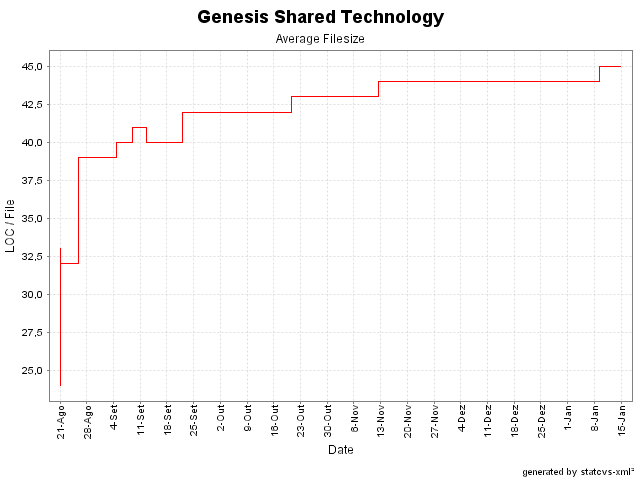 Genesis Shared Technology
Average Filesize
45,0
42,5
40,0
37,5
35,0
32,5
30,0
27,5
25,0
LOC / File
21-Ago
28-Ago
4-Set
11-Set
18-Set
25-Set
2-Out
9-Out
16-Out
23-Out
30-Out
6-Nov
13-Nov
20-Nov
27-Nov
4-Dez
11-Dez
18-Dez
25-Dez
1-Jan
8-Jan
15-Jan
Date
generated by statcvs-xml²